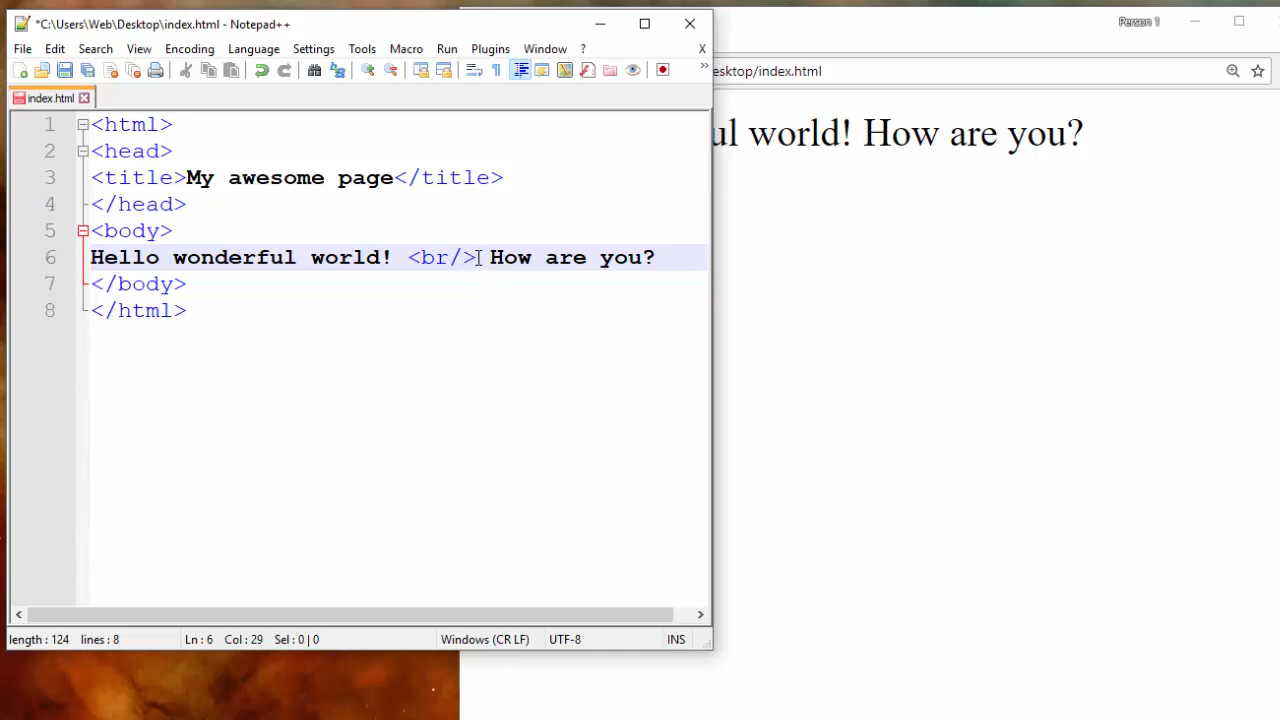 *C:\Users\Web\Desktop\index.html - Notepad++
Person 1
File Edit Search View Encoding Language Settings Tools Macro Run Plugins Window ? X
esktop/index.html
index.html
ul world! How are you?
1 <html>
2 <head>
3 <title>My awesome page</title>
4 </head>
5 <body>
6 Hello wonderful world! <br/> How are you?
7 </body>
8 </html>
length : 124 lines : 8 Ln : 6 Col : 29 Sel : 0 | 0 Windows (CR LF) UTF-8 INS